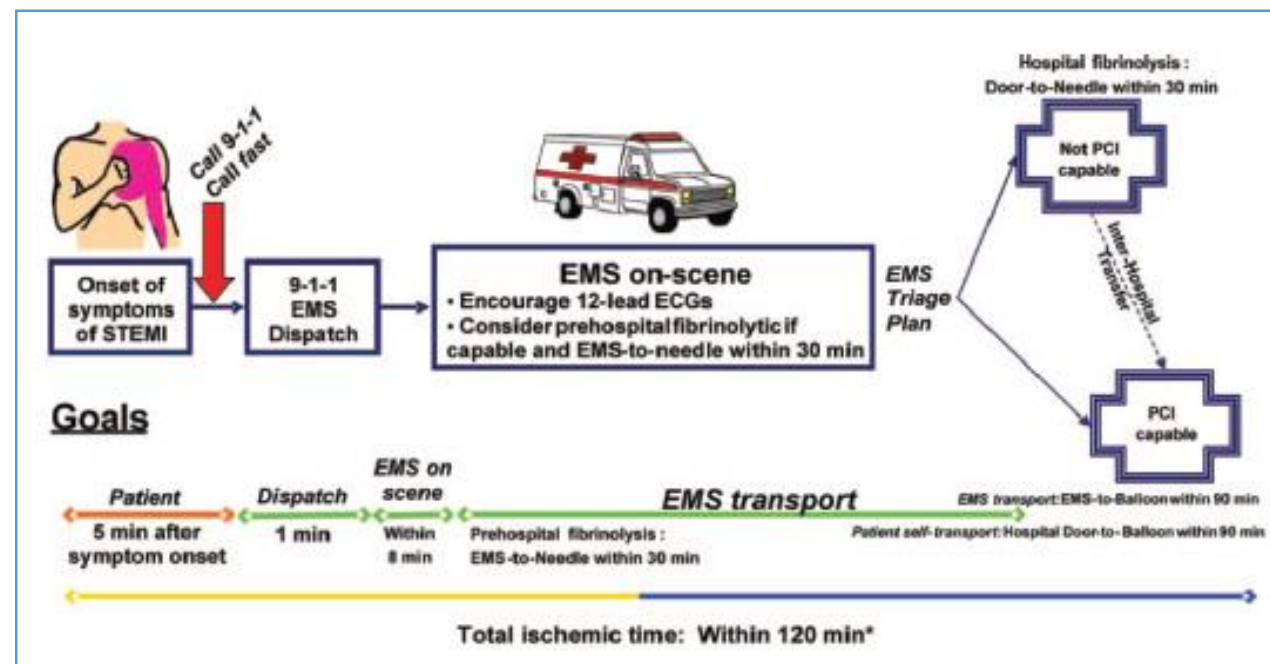 Hospital fibrinolysis :
Door-to-Needle within 30 min
Call 9-1-1
Call fast
Not PCI
capable
Onset of
symptoms
of STEMI
9-1-1
EMS
Dispatch
EMS on-scene
• Encourage 12-lead ECGs
• Consider prehospital fibrinolytic if
capable and EMS-to-needle within 30 min
EMS
Triage
Plan
Inter-Hospital
Transfer
PCI
capable
Goals
Patient
5 min after
symptom onset
Dispatch
1 min
EMS on
scene
Within
8 min
EMS transport
Prehospital fibrinolysis :
EMS-to-Needle within 30 min
EMS transport: EMS-to-Balloon within 90 min
Patient self-transport: Hospital Door-to-Balloon within 90 min
Total ischemic time: Within 120 min*